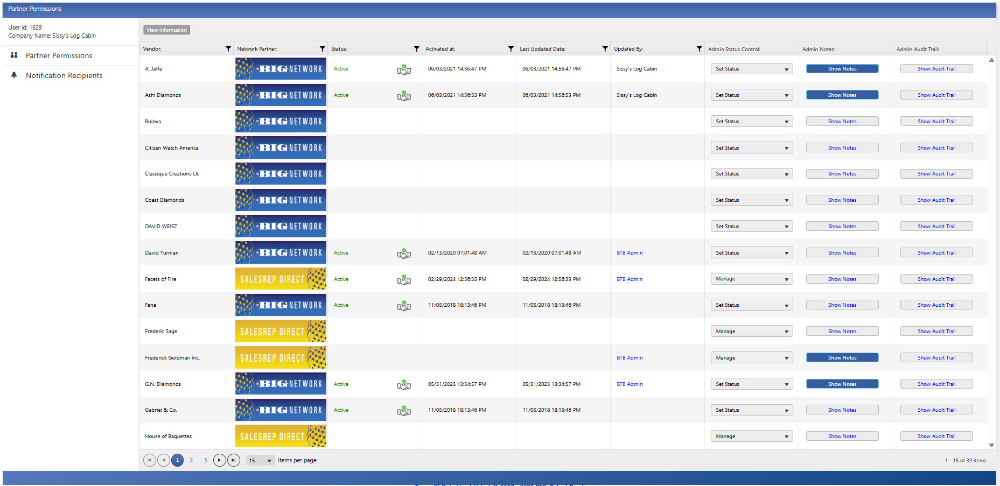 Partner Permissions
User Id: 1629
Company Name: Sissy's Log Cabin
Partner Permissions
Notification Recipients
View Information
Vendor: Network Partner: Status: Activated at: Last Updated Date: Updated By: Admin Status Control: Admin Notes: Admin Audit Trail:
A. Jaffe THE BIG NETWORK Active 06/03/2021 14:56:47 PM 06/03/2021 14:56:47 PM Sissy's Log Cabin Set Status Show Notes Show Audit Trail
Ashi Diamonds THE BIG NETWORK Active 06/03/2021 14:56:53 PM 06/03/2021 14:56:53 PM Sissy's Log Cabin Set Status Show Notes Show Audit Trail
Bulova THE BIG NETWORK Set Status Show Notes Show Audit Trail
Citizen Watch America THE BIG NETWORK Set Status Show Notes Show Audit Trail
Classique Creations Llc THE BIG NETWORK Set Status Show Notes Show Audit Trail
Coast Diamonds THE BIG NETWORK Set Status Show Notes Show Audit Trail
DAVID WEISZ THE BIG NETWORK Set Status Show Notes Show Audit Trail
David Yurman THE BIG NETWORK Active 02/13/2020 07:01:48 AM 02/13/2020 07:01:48 AM BTB Admin Set Status Show Notes Show Audit Trail
Facets of Fire SALESREP DIRECT Active 02/29/2024 12:56:33 PM 02/29/2024 12:56:33 PM BTB Admin Manage Show Notes Show Audit Trail
Fana THE BIG NETWORK Active 11/05/2018 18:13:46 PM 11/05/2018 18:13:46 PM Set Status Show Notes Show Audit Trail
Frederic Sage SALESREP DIRECT Manage Show Notes Show Audit Trail
Frederick Goldman Inc. SALESREP DIRECT BTB Admin Manage Show Notes Show Audit Trail
G.N. Diamonds THE BIG NETWORK Active 05/31/2023 13:34:57 PM 05/31/2023 13:34:57 PM BTB Admin Set Status Show Notes Show Audit Trail
Gabriel & Co. THE BIG NETWORK Active 11/05/2018 18:13:46 PM 11/05/2018 18:13:46 PM Set Status Show Notes Show Audit Trail
House of Baguettes SALESREP DIRECT Manage Show Notes Show Audit Trail
1 2 3 15 items per page 1 - 15 of 39 items